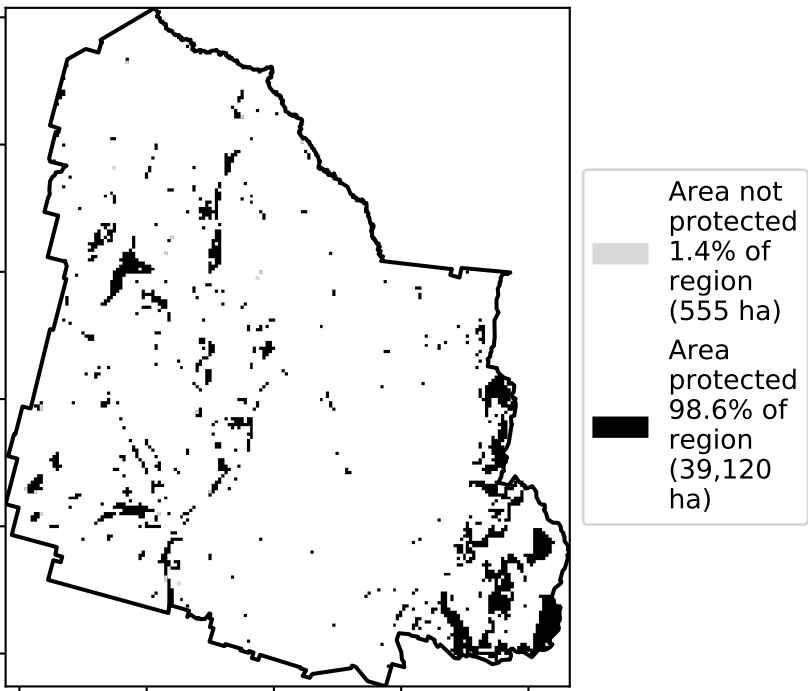 Area not
protected
1.4% of
region
(555 ha)
Area
protected
98.6% of
region
(39,120
ha)